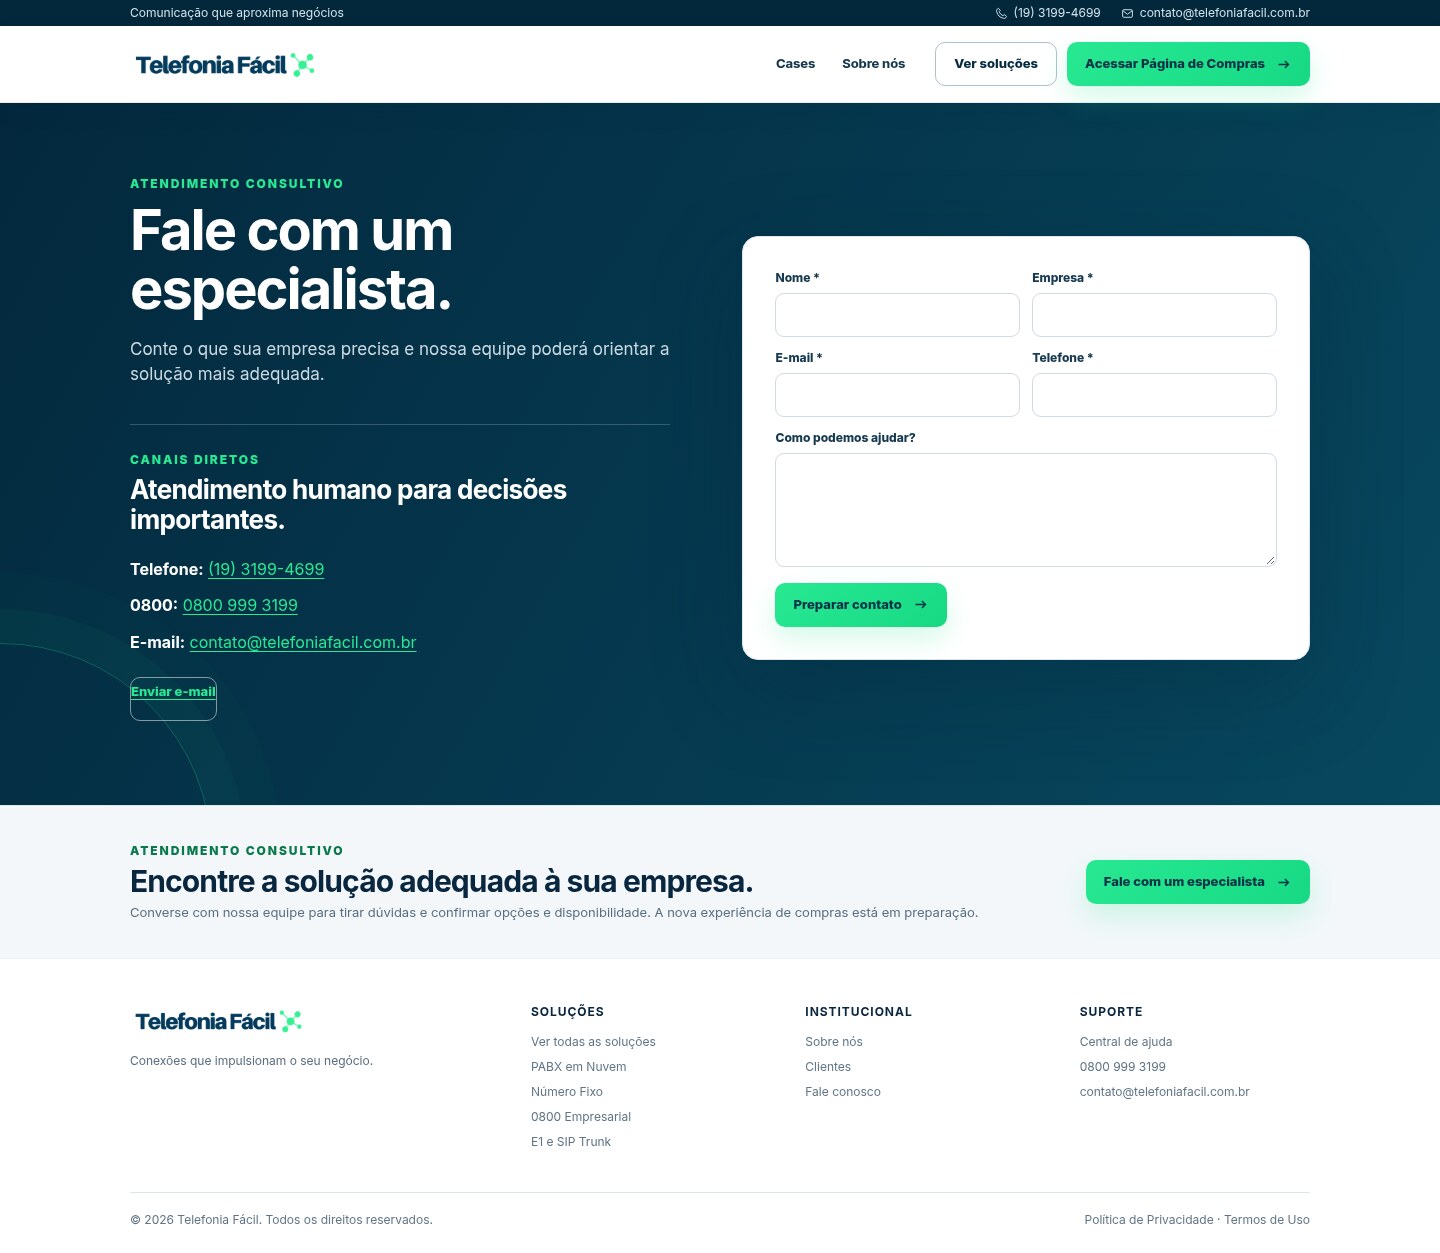 Comunicação que aproxima negócios
(19) 3199-4699
contato@telefoniafacil.com.br
Telefonia Fácil
Cases
Sobre nós
Ver soluções
Acessar Página de Compras
ATENDIMENTO CONSULTIVO
Fale com um
especialista.
Conte o que sua empresa precisa e nossa equipe poderá orientar a
solução mais adequada.
CANAIS DIRETOS
Atendimento humano para decisões
importantes.
Telefone: (19) 3199-4699
0800: 0800 999 3199
E-mail: contato@telefoniafacil.com.br
Enviar e-mail
Nome *
Empresa *
E-mail *
Telefone *
Como podemos ajudar?
Preparar contato
ATENDIMENTO CONSULTIVO
Encontre a solução adequada à sua empresa.
Converse com nossa equipe para tirar dúvidas e confirmar opções e disponibilidade. A nova experiência de compras está em preparação.
Fale com um especialista
Telefonia Fácil
Conexões que impulsionam o seu negócio.
SOLUÇÕES
Ver todas as soluções
PABX em Nuvem
Número Fixo
0800 Empresarial
E1 e SIP Trunk
INSTITUCIONAL
Sobre nós
Clientes
Fale conosco
SUPORTE
Central de ajuda
0800 999 3199
contato@telefoniafacil.com.br
© 2026 Telefonia Fácil. Todos os direitos reservados.
Política de Privacidade · Termos de Uso